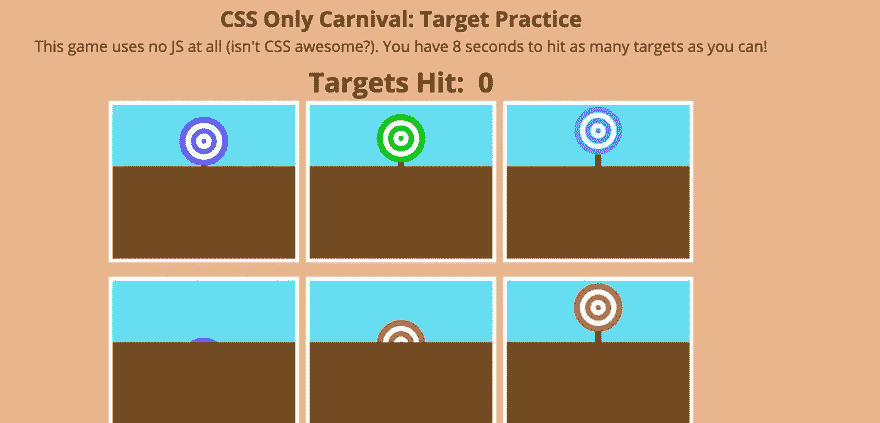 CSS Only Carnival: Target Practice
This game uses no JS at all (isn't CSS awesome?). You have 8 seconds to hit as many targets as you can!
Targets Hit: 0